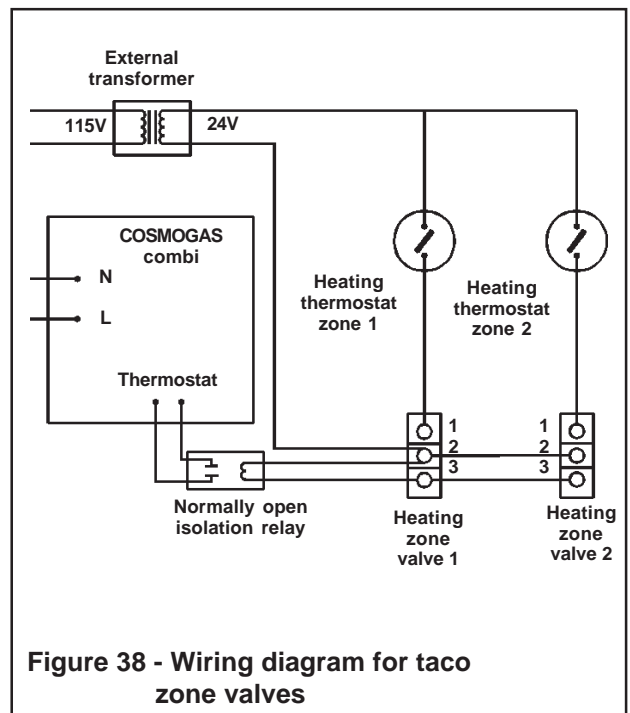 External
transformer
115V
24V
COSMOGAS
combi
N
L
Thermostat
Heating
thermostat
zone 1
Heating
thermostat
zone 2
1
2
3
1
2
3
Normally open
isolation relay
Heating
zone
valve 1
Heating
zone
valve 2
Figure 38 - Wiring diagram for taco
zone valves